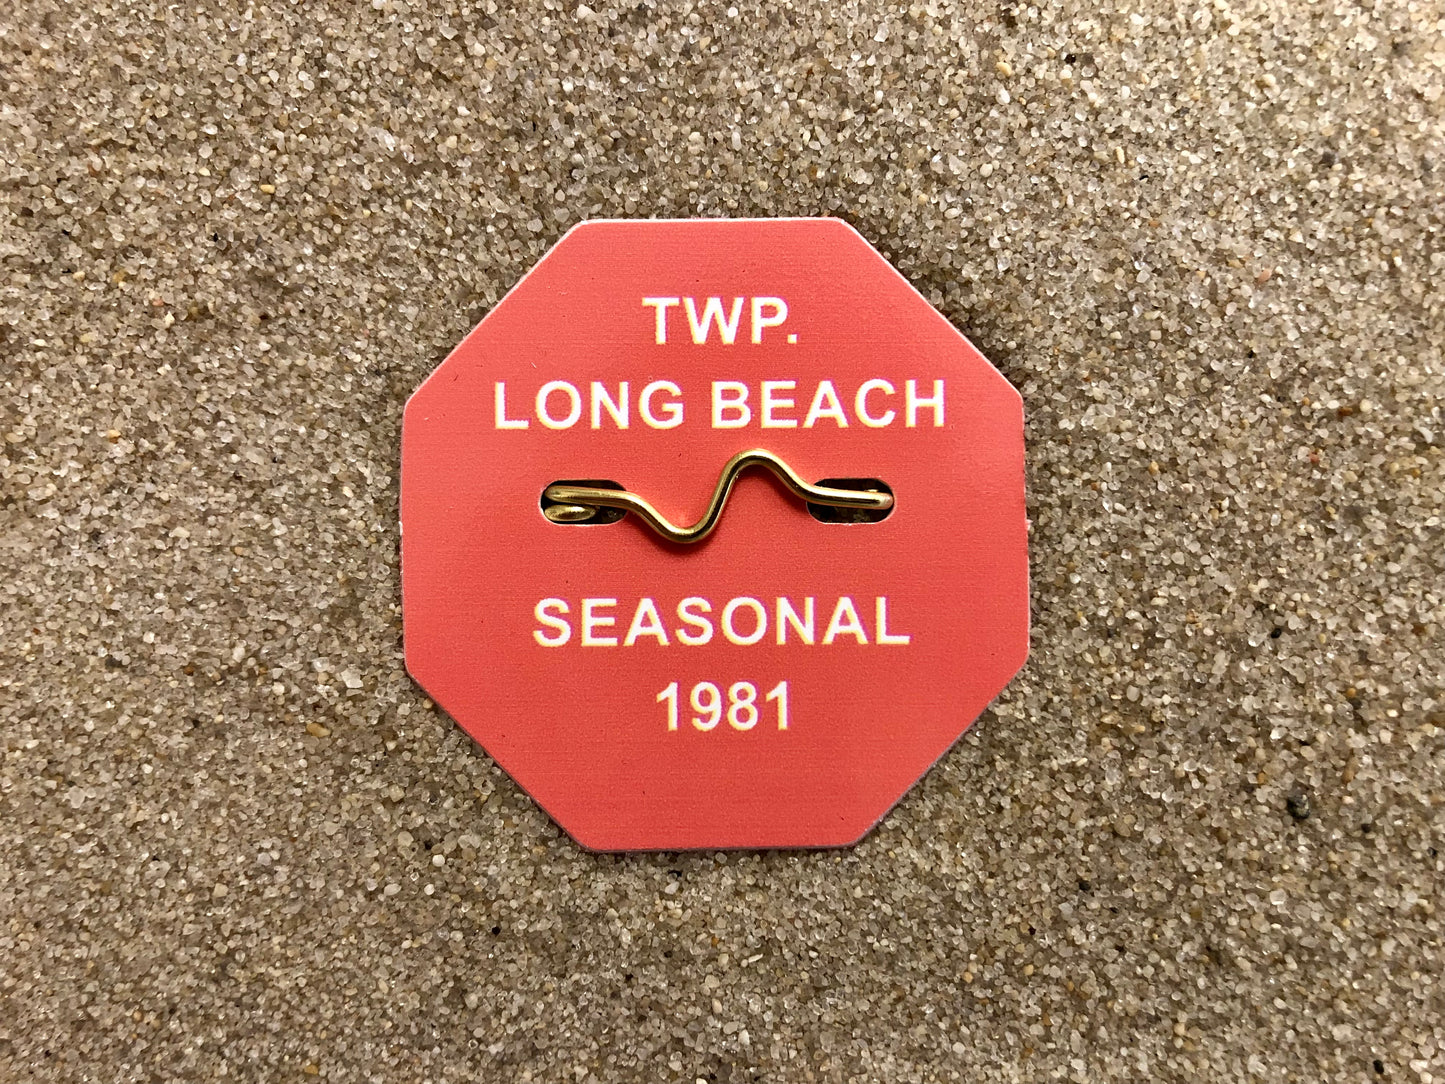 TWP.
LONG BEACH
SEASONAL
1981